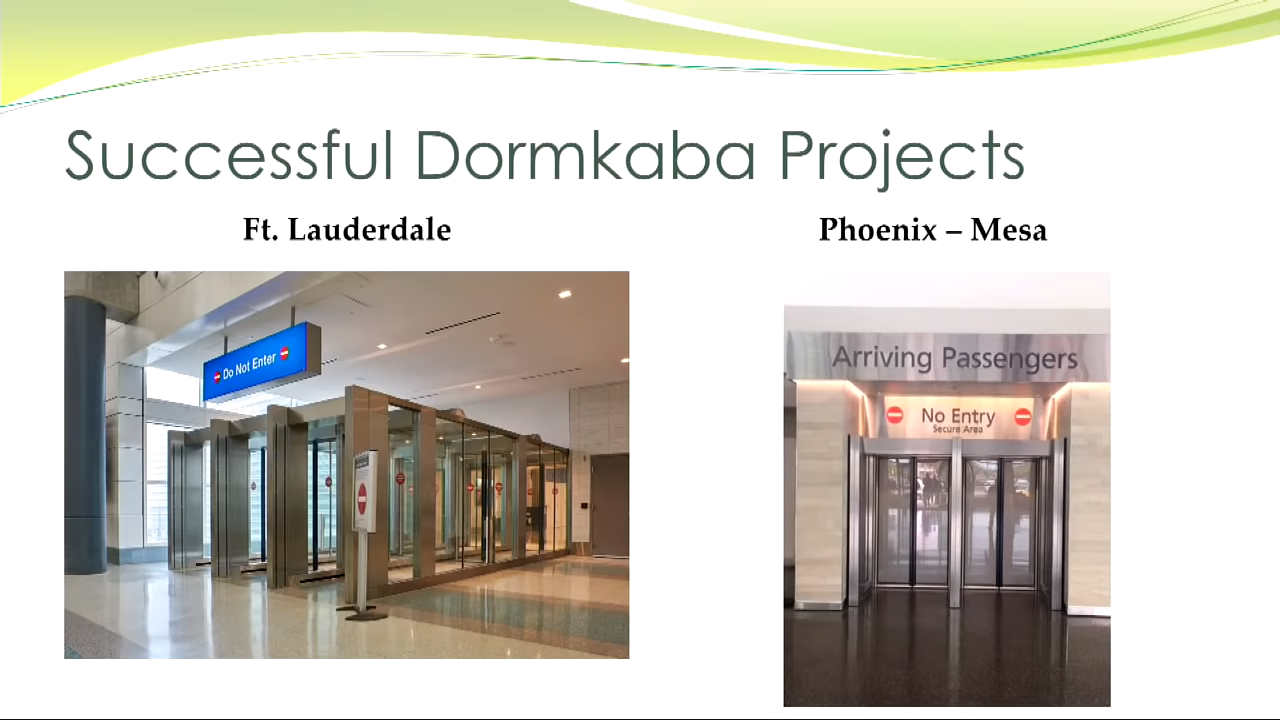 Successful Dormkaba Projects
Ft. Lauderdale
Phoenix – Mesa
Do Not Enter
Arriving Passengers
No Entry
Secure Area